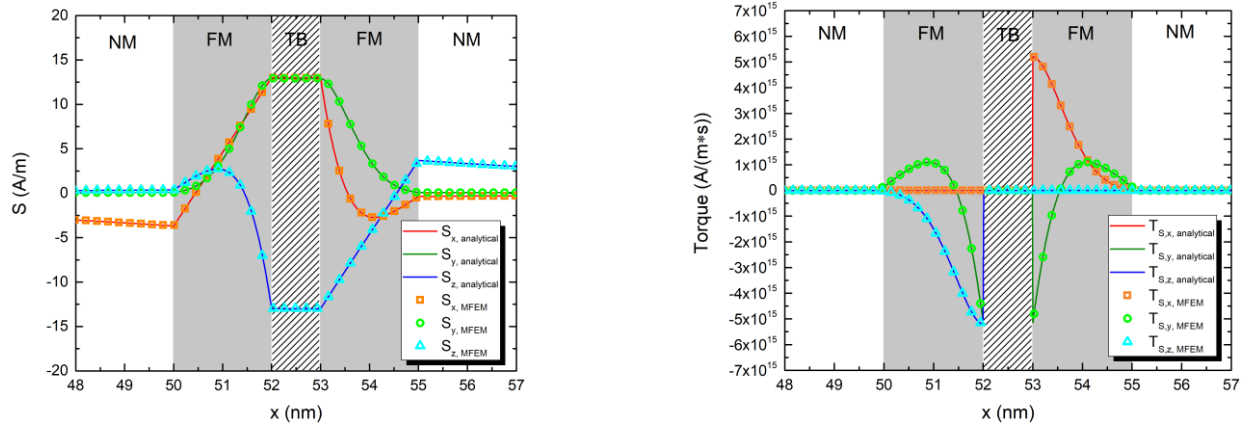 20
15
10
5
0
-5
-10
-15
-20
S (A/m)
NM FM TB FM NM
S x, analytical
S y, analytical
S z, analytical
S x, MFEM
S y, MFEM
S z, MFEM
48 49 50 51 52 53 54 55 56 57
x (nm)
7x10^15
6x10^15
5x10^15
4x10^15
3x10^15
2x10^15
1x10^15
0
-1x10^15
-2x10^15
-3x10^15
-4x10^15
-5x10^15
-6x10^15
-7x10^15
Torque (A/(m*s))
NM FM TB FM NM
T S,x, analytical
T S,y, analytical
T S,z, analytical
T S,x, MFEM
T S,y, MFEM
T S,z, MFEM
48 49 50 51 52 53 54 55 56 57
x (nm)